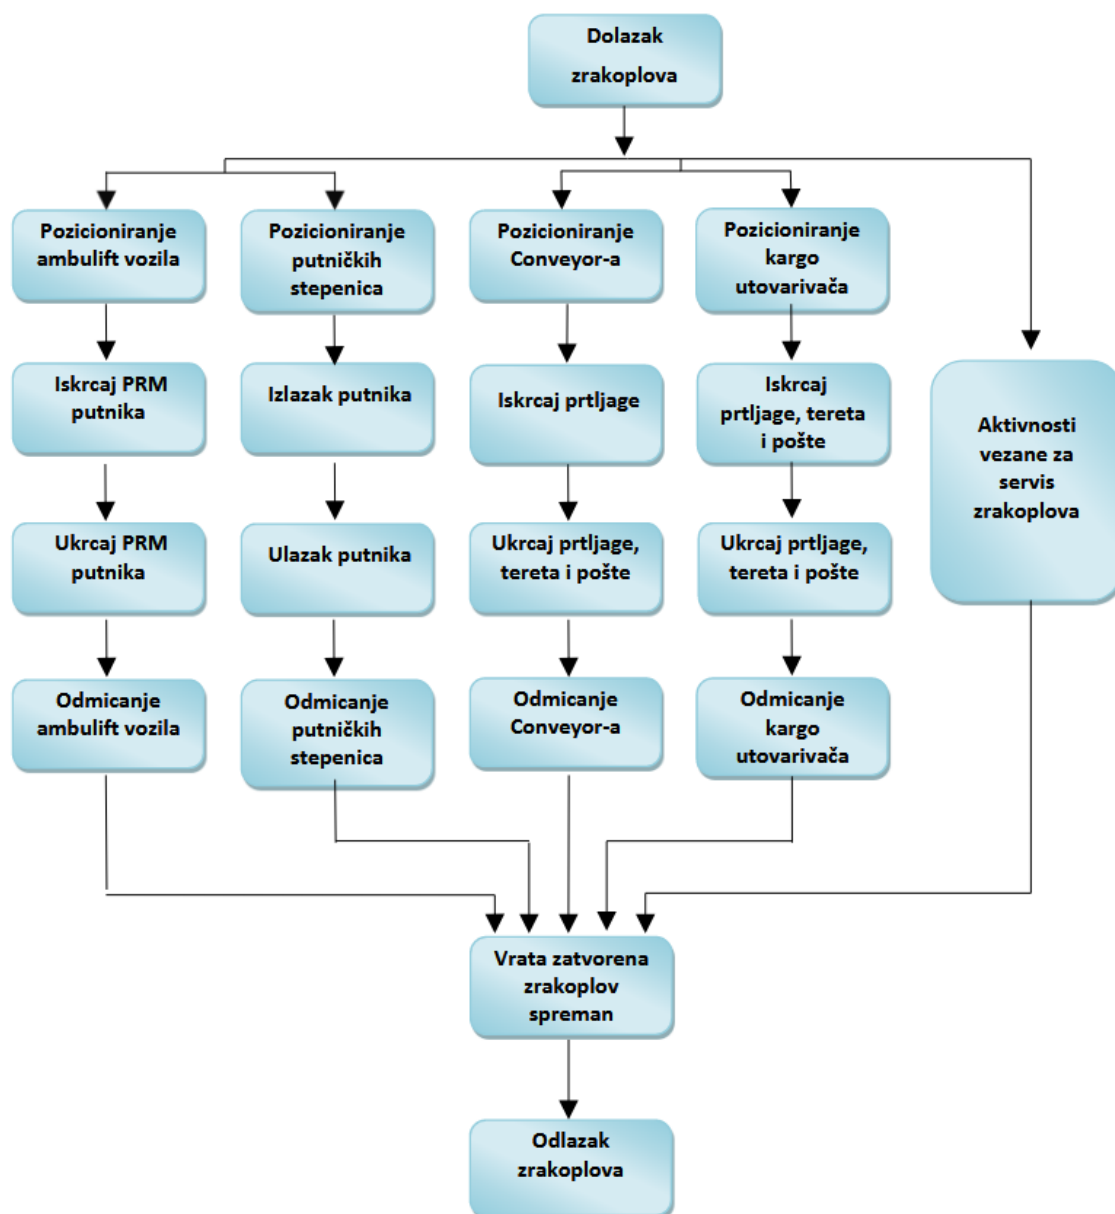 Dolazak
zrakoplova
Pozicioniranje
ambulift vozila
Pozicioniranje
putničkih
stepenica
Pozicioniranje
Conveyor-a
Pozicioniranje
kargo
utovarivača
Iskrcaj PRM
putnika
Izlazak putnika
Iskrcaj prtljage
Iskrcaj
prtljage, tereta
i pošte
Aktivnosti
vezane za
servis
zrakoplova
Ukrcaj PRM
putnika
Ulazak putnika
Ukrcaj prtljage,
tereta i pošte
Ukrcaj prtljage,
tereta i pošte
Odmicanje
ambulift vozila
Odmicanje
putničkih
stepenica
Odmicanje
Conveyor-a
Odmicanje
kargo
utovarivača
Vrata zatvorena
zrakoplov
spreman
Odlazak
zrakoplova